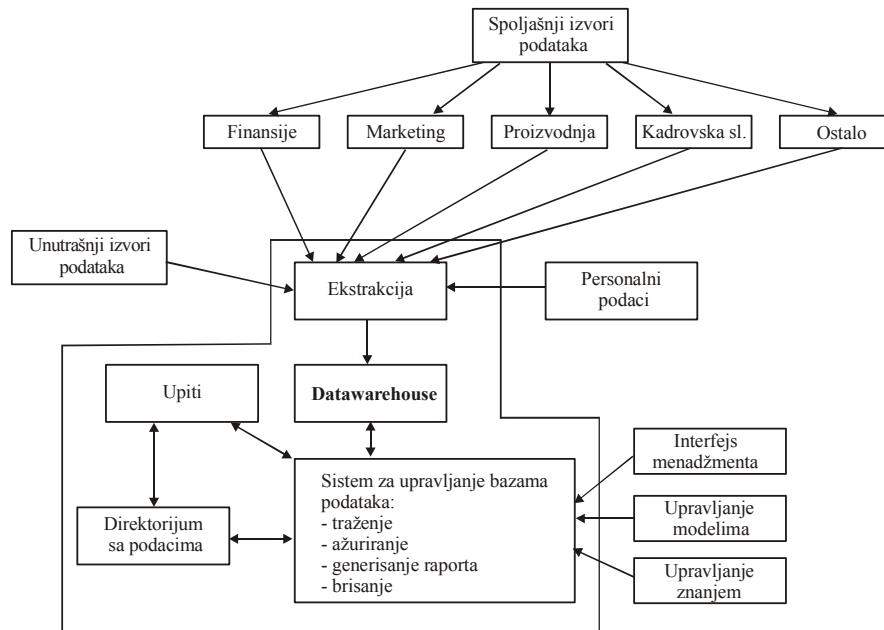 Spoljašnji izvori
podataka
Finansije
Marketing
Proizvodnja
Kadrovska sl.
Ostalo
Unutrašnji izvori
podataka
Ekstrakcija
Personalni
podaci
Upiti
Datawarehouse
Interfejs
menadžmenta
Sistem za upravljanje bazama
podataka:
- traženje
- ažuriranje
- generisanje raporta
- brisanje
Direktorijum
sa podacima
Upravljanje
modelima
Upravljanje
znanjem